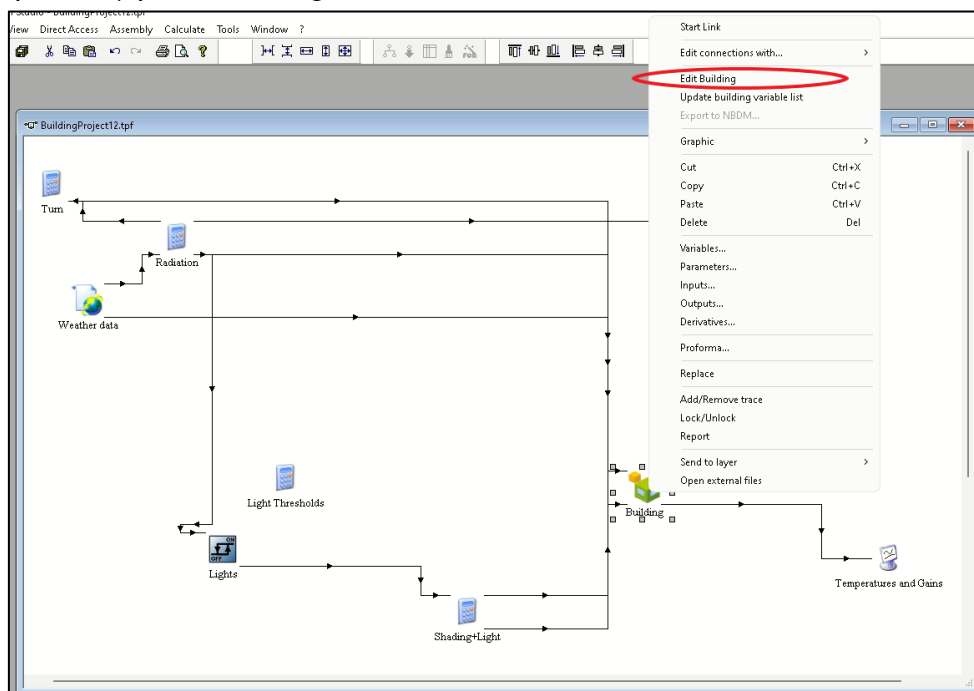 Studio - BuildingProject12.tpf
View Direct Access Assembly Calculate Tools Window ?
BuildingProject12.tpf
Start Link
Edit connections with... >
Edit Building
Update building variable list
Export to NBDM...
Graphic >
Cut Ctrl+X
Copy Ctrl+C
Paste Ctrl+V
Delete Del
Variables...
Parameters...
Inputs...
Outputs...
Derivatives...
Proforma...
Replace
Add/Remove trace
Lock/Unlock
Report
Send to layer >
Open external files
Turn
Radiation
Weather data
Light Thresholds
ON
OFF
Lights
Shading+Light
Building
Temperatures and Gains